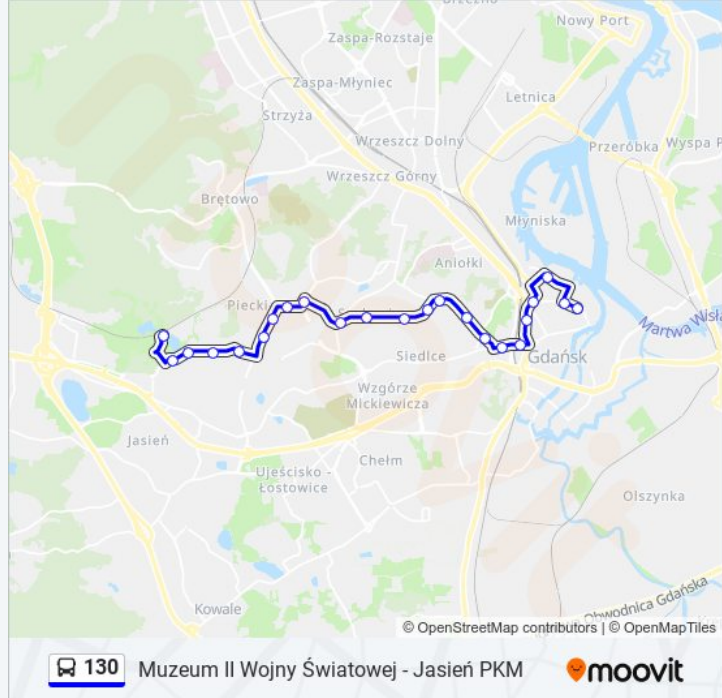 Brzeźno
Nowy Port
Zaspa-Rozstaje
Zaspa-Młyniec
Letnica
Strzyża
Wrzeszcz Dolny
Przeróbka
Wyspa P
Wrzeszcz Górny
Brętowo
Młyniska
Aniołki
Piecki
Martwa Wisł
Siedlce
Gdańsk
Wzgórze
Mickiewicza
Jasień
Chełm
Ujeścisko -
Łostowice
Olszynka
Kowale
Obwodnica Gdańska
© OpenStreetMap contributors | © OpenMapTiles
130 Muzeum II Wojny Światowej - Jasień PKM moovit